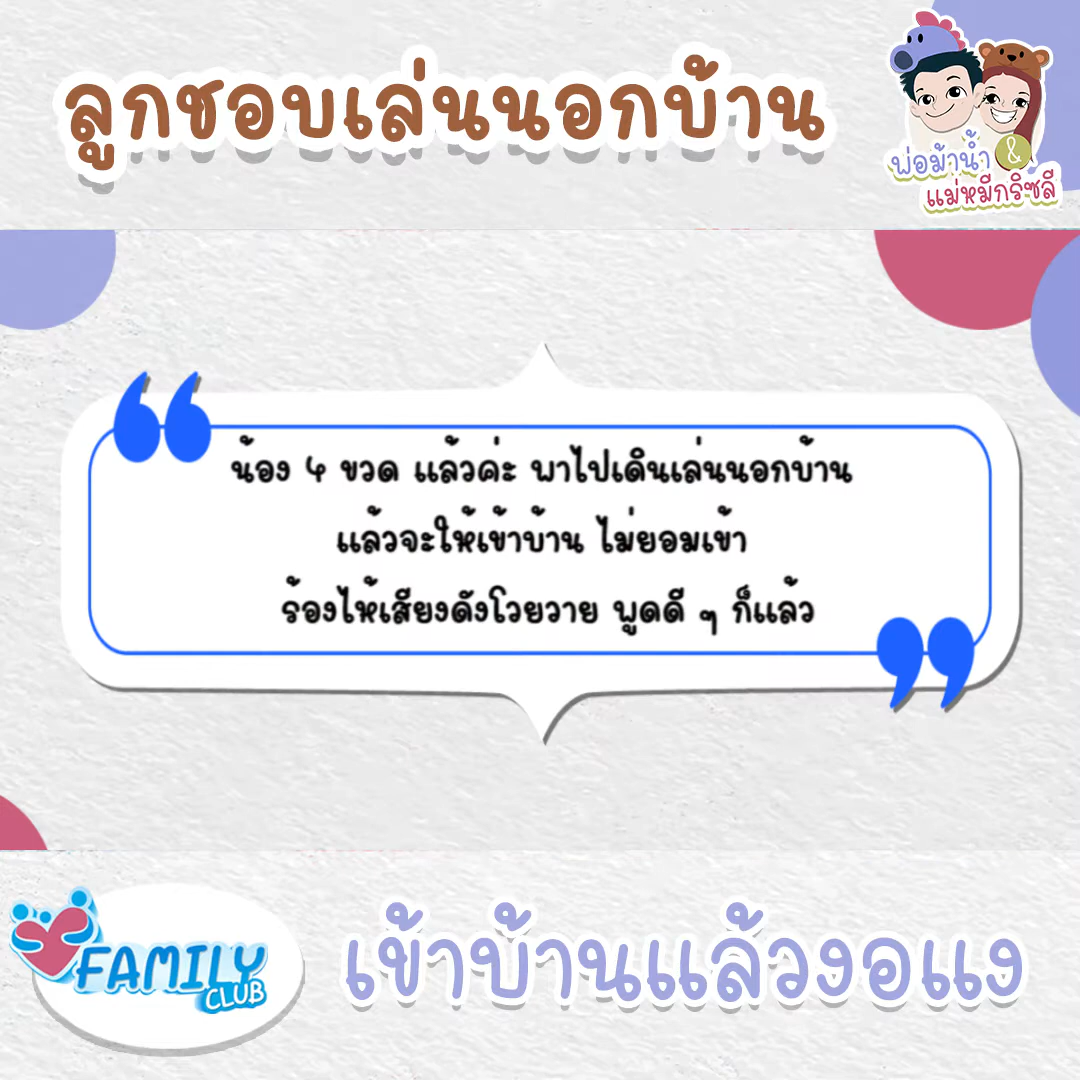 ลูกชอบเล่นนอกบ้าน
พ่อม้าน้ำ
&
แม่หมีกริซลี
น้อง 4 ขวด แล้วค่ะ พาไปเดินเล่นนอกบ้าน
แล้วจะให้เข้าบ้าน ไม่ยอมเข้า
ร้องไห้เสียงดังโวยวาย พูดดี ๆ ก็แล้ว
FAMILY
CLUB
เข้าบ้านแล้วงอแง